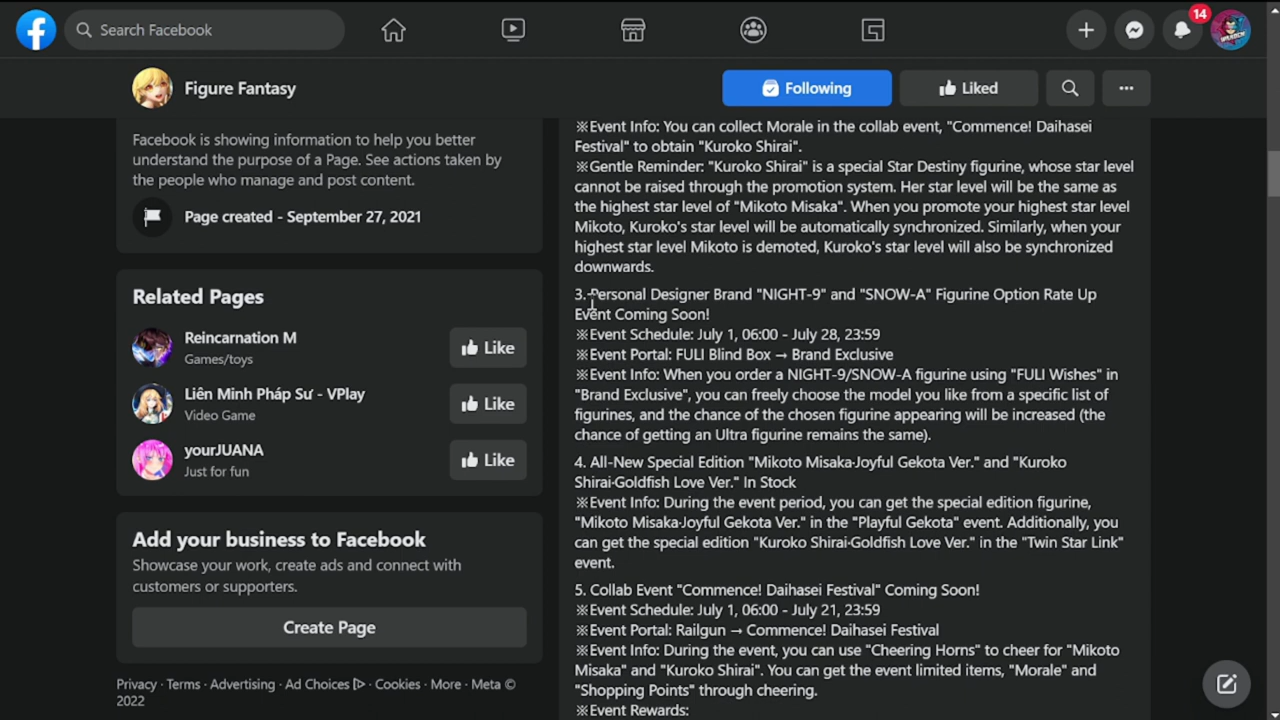 Search Facebook
14
Figure Fantasy
Following
Liked
Facebook is showing information to help you better
understand the purpose of a Page. See actions taken by
the people who manage and post content.
Page created - September 27, 2021
Related Pages
Reincarnation M
Games/toys
Like
Liên Minh Pháp Sư - VPlay
Video Game
Like
yourJUANA
Just for fun
Like
Add your business to Facebook
Showcase your work, create ads and connect with
customers or supporters.
Create Page
Privacy · Terms · Advertising · Ad Choices · Cookies · More · Meta ©
2022
※Event Info: You can collect Morale in the collab event, "Commence! Daihasei
Festival" to obtain "Kuroko Shirai".
※Gentle Reminder: "Kuroko Shirai" is a special Star Destiny figurine, whose star level
cannot be raised through the promotion system. Her star level will be the same as
the highest star level of "Mikoto Misaka". When you promote your highest star level
Mikoto, Kuroko's star level will be automatically synchronized. Similarly, when your
highest star level Mikoto is demoted, Kuroko's star level will also be synchronized
downwards.
3. Personal Designer Brand "NIGHT-9" and "SNOW-A" Figurine Option Rate Up
Event Coming Soon!
※Event Schedule: July 1, 06:00 - July 28, 23:59
※Event Portal: FULI Blind Box → Brand Exclusive
※Event Info: When you order a NIGHT-9/SNOW-A figurine using "FULI Wishes" in
"Brand Exclusive", you can freely choose the model you like from a specific list of
figurines, and the chance of the chosen figurine appearing will be increased (the
chance of getting an Ultra figurine remains the same).
4. All-New Special Edition "Mikoto Misaka·Joyful Gekota Ver." and "Kuroko
Shirai·Goldfish Love Ver." In Stock
※Event Info: During the event period, you can get the special edition figurine,
"Mikoto Misaka·Joyful Gekota Ver." in the "Playful Gekota" event. Additionally, you
can get the special edition "Kuroko Shirai·Goldfish Love Ver." in the "Twin Star Link"
event.
5. Collab Event "Commence! Daihasei Festival" Coming Soon!
※Event Schedule: July 1, 06:00 - July 21, 23:59
※Event Portal: Railgun → Commence! Daihasei Festival
※Event Info: During the event, you can use "Cheering Horns" to cheer for "Mikoto
Misaka" and "Kuroko Shirai". You can get the event limited items, "Morale" and
"Shopping Points" through cheering.
※Event Rewards: